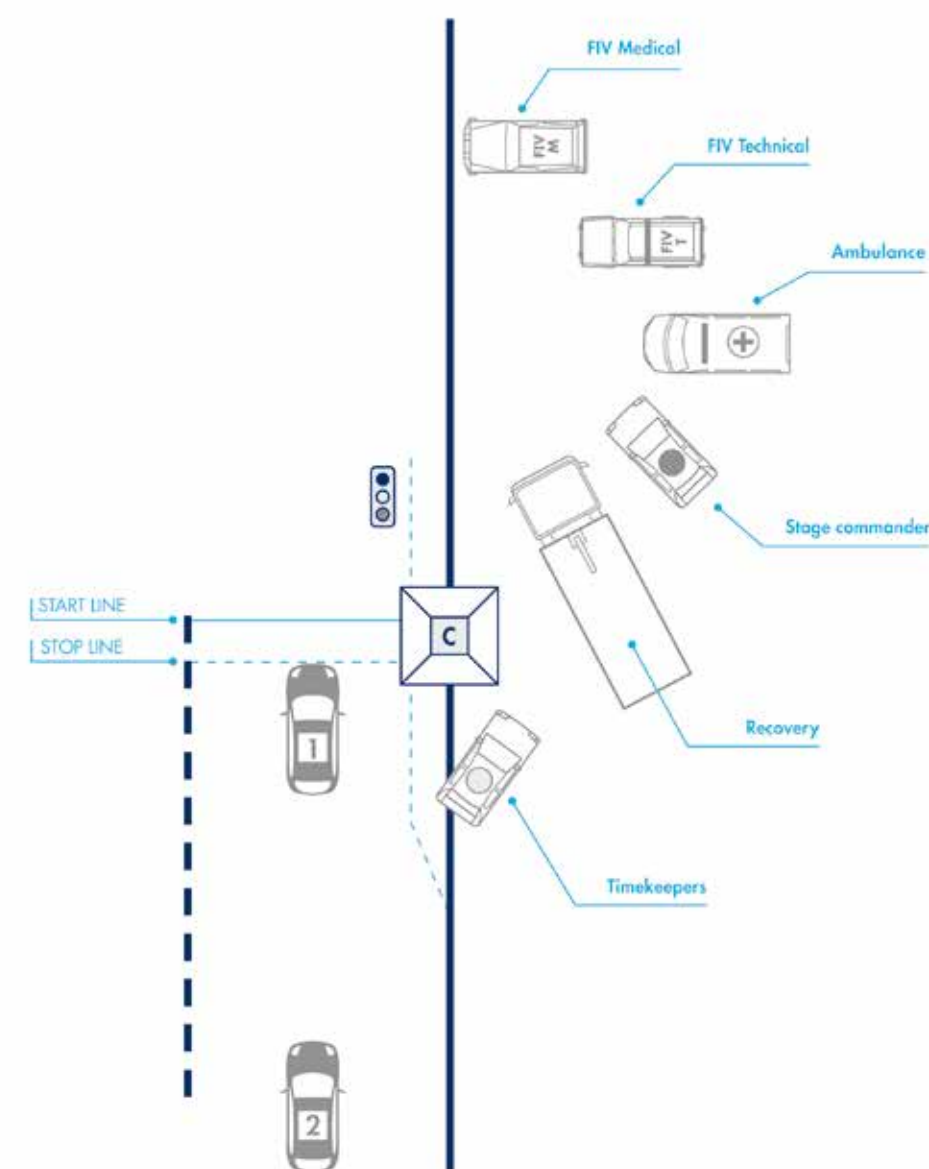 FIV Medical
FIV M
FIV Technical
FIV T
Ambulance
Stage commander
START LINE
STOP LINE
C
1
Recovery
Timekeepers
2